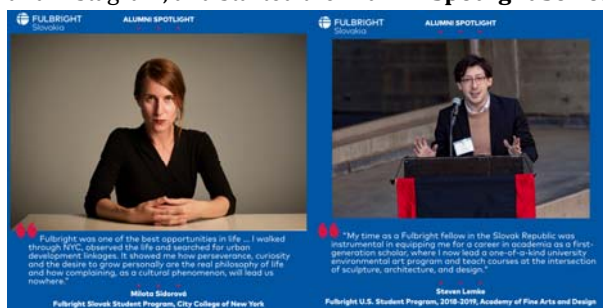 FULBRIGHT
Slovakia
ALUMNI SPOTLIGHT
Fulbright was one of the best opportunities in life ... I walked
through NYC, observed the life and searched for urban
development linkages. It showed me how perseverance, curiosity
and the desire to grow personally are the real philosophy of life
and how complaining, as a cultural phenomenon, will lead us
nowhere."
Milota Sidorová
Fulbright Slovak Student Program, City College of New York
FULBRIGHT
Slovakia
ALUMNI SPOTLIGHT
"My time as a Fulbright fellow in the Slovak Republic was
instrumental in equipping me for a career in academia as a first-
generation scholar, where I now lead a one-of-a-kind university
environmental art program and teach courses at the intersection
of sculpture, architecture, and design."
Steven Lemke
Fulbright U.S. Student Program, 2018-2019, Academy of Fine Arts and Design